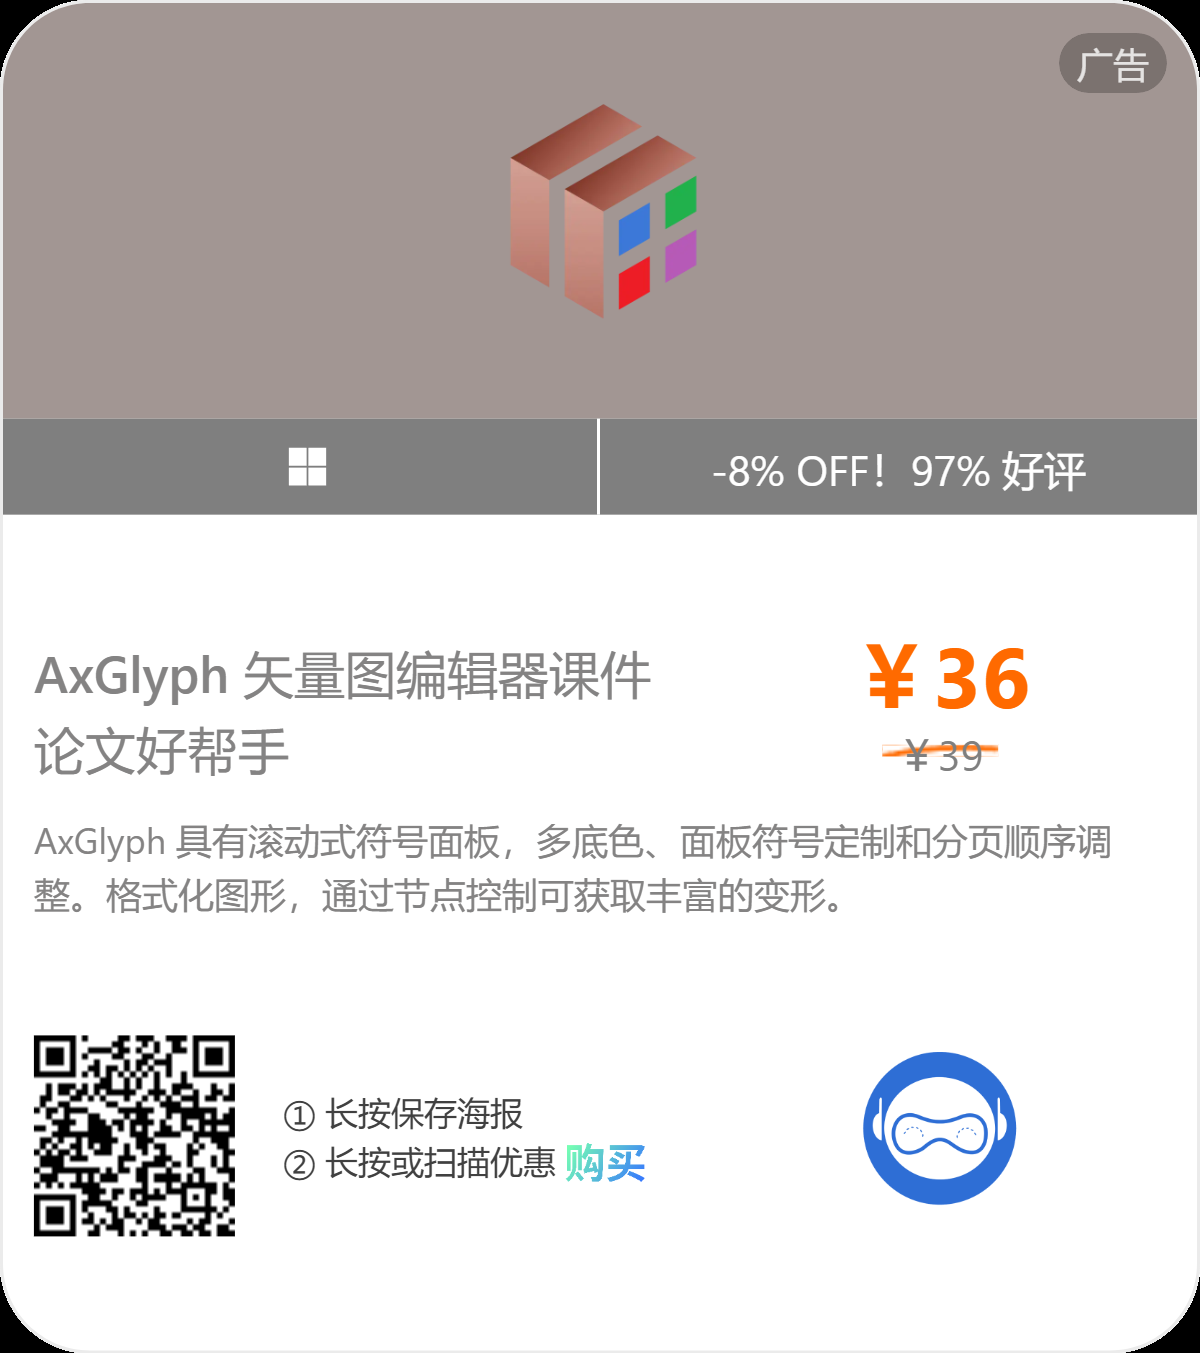 广告
-8% OFF！97% 好评
AxGlyph 矢量图编辑器课件
论文好帮手
￥36
￥39
AxGlyph 具有滚动式符号面板，多底色、面板符号定制和分页顺序调
整。格式化图形，通过节点控制可获取丰富的变形。
① 长按保存海报
② 长按或扫描优惠 购买